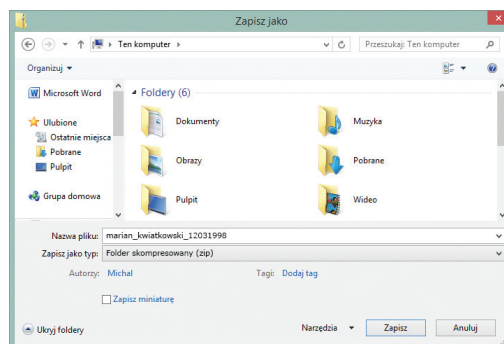 Zapisz jako
Ten komputer
Przeszukaj: Ten komputer
Organizuj
Microsoft Word
Ulubione
Ostatnie miejsca
Pobrane
Pulpit
Grupa domowa
Foldery (6)
Dokumenty
Muzyka
Obrazy
Pobrane
Pulpit
Wideo
Nazwa pliku: marian_kwiatkowski_12031998
Zapisz jako typ: Folder skompresowany (zip)
Autorzy: Michal
Tagi: Dodaj tag
Zapisz miniaturę
Ukryj foldery
Narzędzia
Zapisz
Anuluj